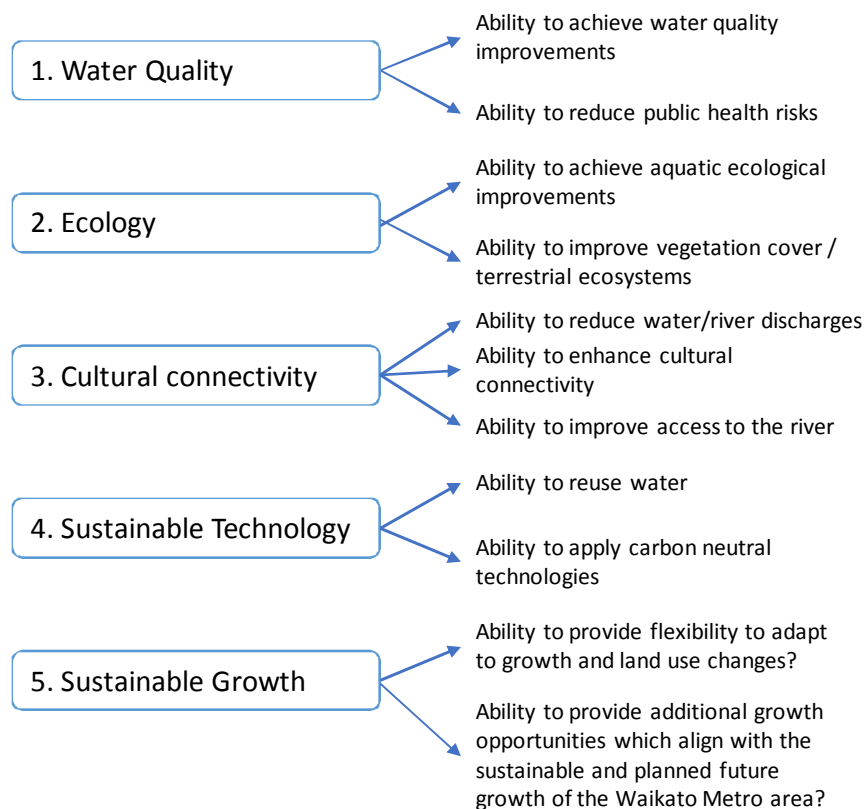 1. Water Quality
Ability to achieve water quality
improvements
Ability to reduce public health risks
2. Ecology
Ability to achieve aquatic ecological
improvements
Ability to improve vegetation cover /
terrestrial ecosystems
3. Cultural connectivity
Ability to reduce water/river discharges
Ability to enhance cultural
connectivity
Ability to improve access to the river
4. Sustainable Technology
Ability to reuse water
Ability to apply carbon neutral
technologies
5. Sustainable Growth
Ability to provide flexibility to adapt
to growth and land use changes?
Ability to provide additional growth
opportunities which align with the
sustainable and planned future
growth of the Waikato Metro area?